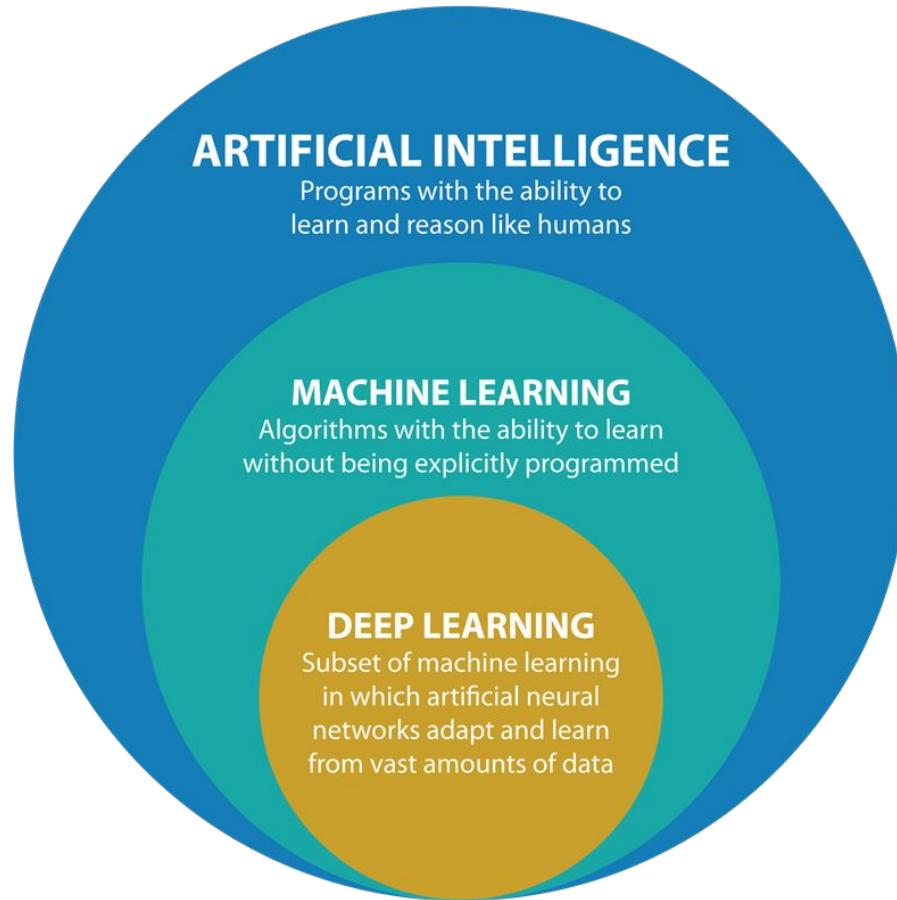 ARTIFICIAL INTELLIGENCE
Programs with the ability to
learn and reason like humans
MACHINE LEARNING
Algorithms with the ability to learn
without being explicitly programmed
DEEP LEARNING
Subset of machine learning
in which artificial neural
networks adapt and learn
from vast amounts of data